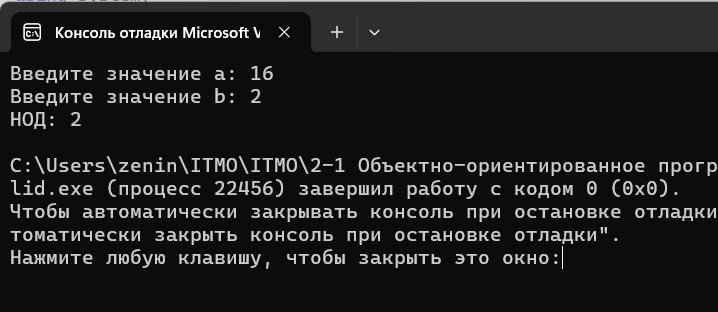 Консоль отладки Microsoft V
Введите значение a: 16
Введите значение b: 2
НОД: 2
C:\Users\zenin\ITMO\ITMO\2-1 Объектно-ориентированное прогр
lid.exe (процесс 22456) завершил работу с кодом 0 (0x0).
Чтобы автоматически закрывать консоль при остановке отладки
томатически закрыть консоль при остановке отладки".
Нажмите любую клавишу, чтобы закрыть это окно: